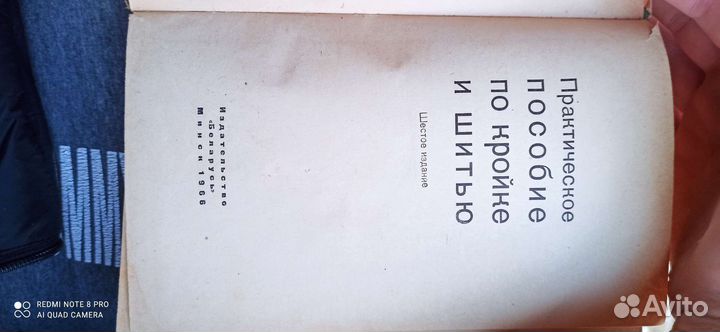 Практическое
пособие
по кройке
и шитью
Шестое издание
Издательство
«Беларусь»
Минск 1966
REDMI NOTE 8 PRO
AI QUAD CAMERA
Avito